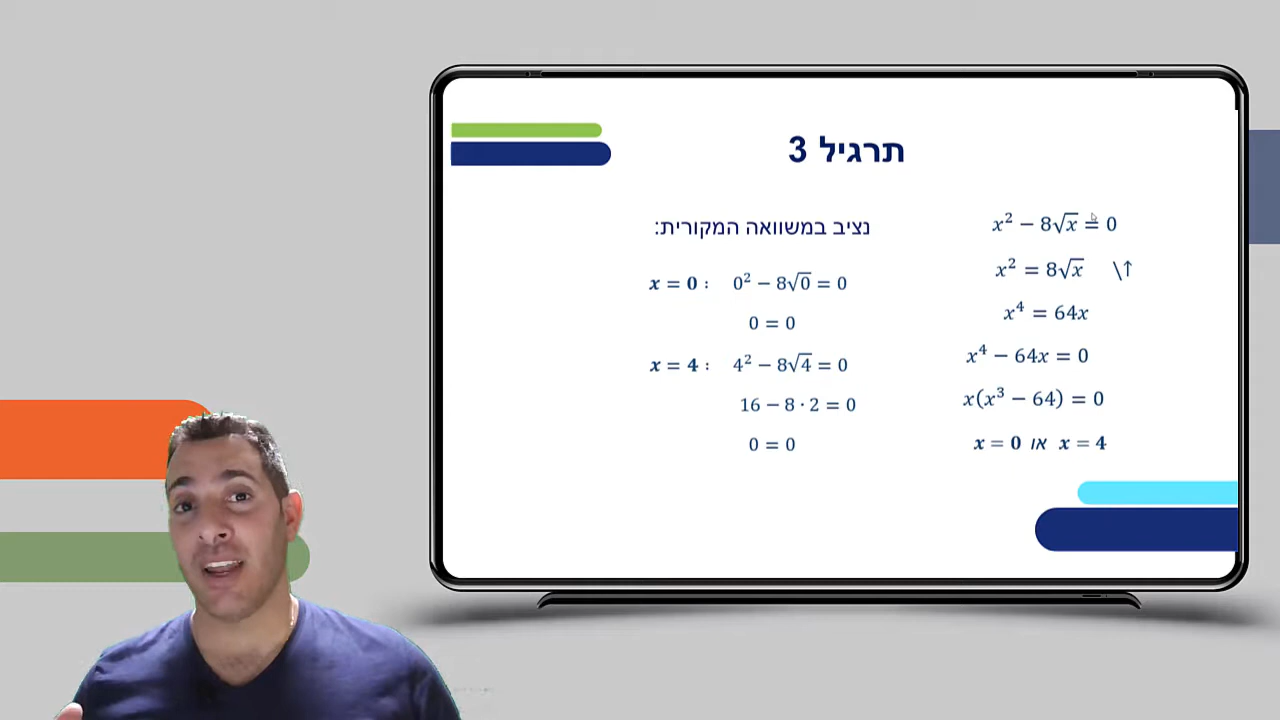 תרגיל 3
x² − 8√x = 0
x² = 8√x \↑
x⁴ = 64x
x⁴ − 64x = 0
x(x³ − 64) = 0
x = 0 או x = 4
נציב במשוואה המקורית:
x = 0 : 0² − 8√0 = 0
0 = 0
x = 4 : 4² − 8√4 = 0
16 − 8 · 2 = 0
0 = 0